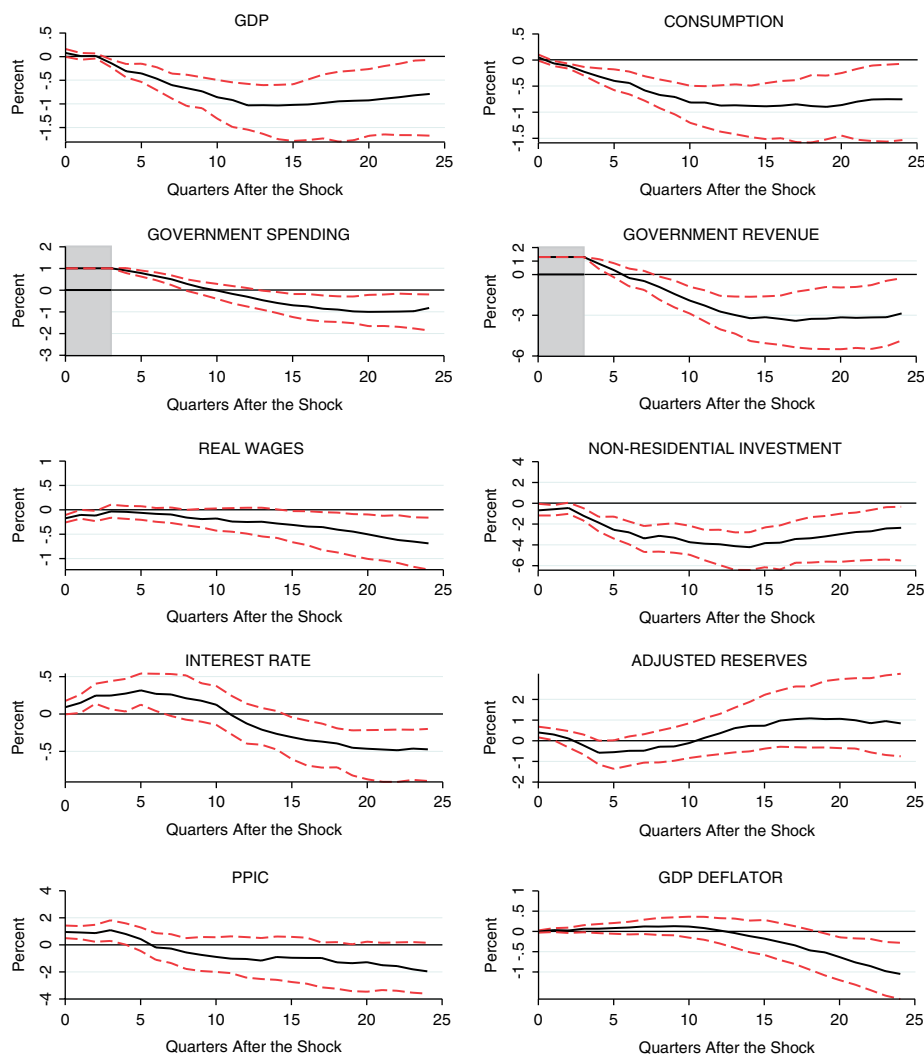 GDP
Percent
.5
0
-.5
-1
-1.5
0 5 10 15 20 25
Quarters After the Shock
CONSUMPTION
Percent
.5
0
-.5
-1
-1.5
0 5 10 15 20 25
Quarters After the Shock
GOVERNMENT SPENDING
Percent
2
1
0
-1
-2
-3
0 5 10 15 20 25
Quarters After the Shock
GOVERNMENT REVENUE
Percent
1 2
0
-3
-6
0 5 10 15 20 25
Quarters After the Shock
REAL WAGES
Percent
1
.5
0
-.5
-1
0 5 10 15 20 25
Quarters After the Shock
NON-RESIDENTIAL INVESTMENT
Percent
4
2
0
-2
-4
-6
0 5 10 15 20 25
Quarters After the Shock
INTEREST RATE
Percent
.5
0
-.5
0 5 10 15 20 25
Quarters After the Shock
ADJUSTED RESERVES
Percent
2
1
0
-1
-2
0 5 10 15 20 25
Quarters After the Shock
PPIC
Percent
4
2
0
-2
-4
0 5 10 15 20 25
Quarters After the Shock
GDP DEFLATOR
Percent
1
.5
0
-.5
-1
0 5 10 15 20 25
Quarters After the Shock